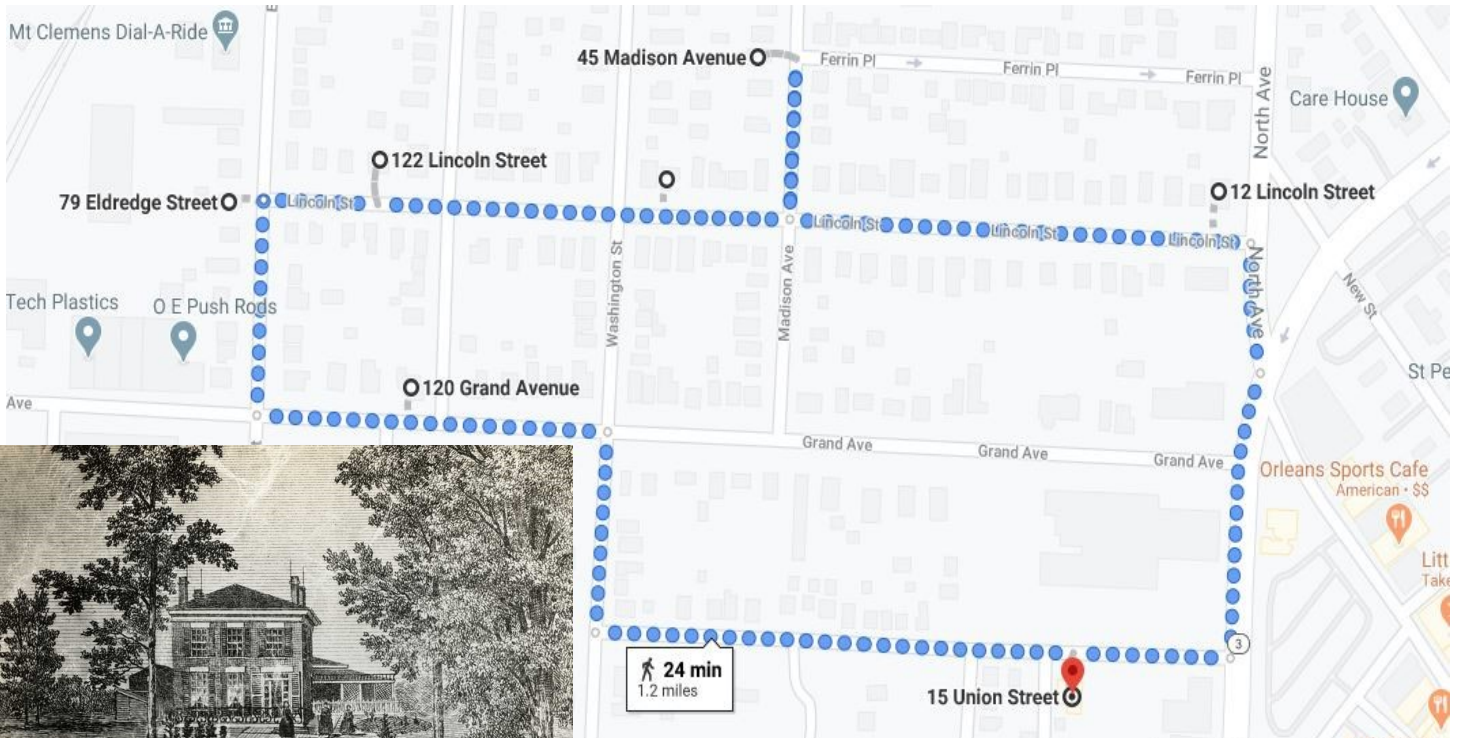 Mt Clemens Dial-A-Ride
45 Madison Avenue
Ferrin Pl
Ferrin Pl
Ferrin Pl
North Ave
Care House
122 Lincoln Street
79 Eldredge Street
12 Lincoln Street
Lincoln St
Lincoln St
Lincoln St
Lincoln St
North Ave
Washington St
Madison Ave
New St
Tech Plastics
O E Push Rods
St Pe
120 Grand Avenue
Ave
Grand Ave
Grand Ave
Grand Ave
Orleans Sports Cafe
American • $$
Litt
Take
3
24 min
1.2 miles
15 Union Street